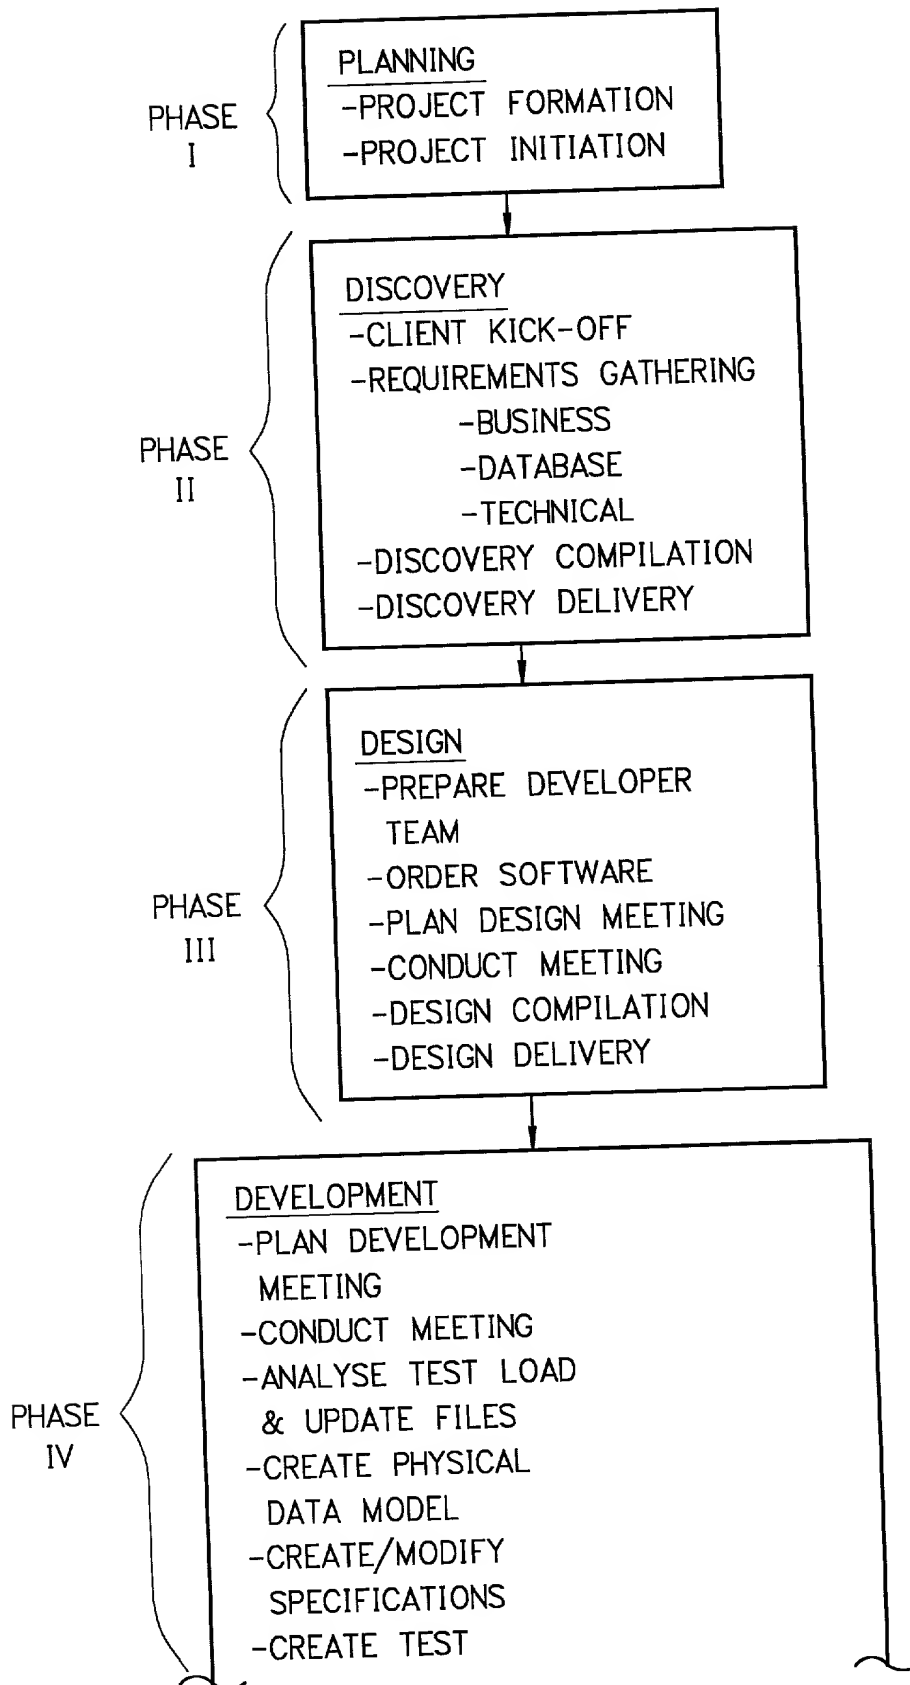 PHASE
I
PLANNING
-PROJECT FORMATION
-PROJECT INITIATION
PHASE
II
DISCOVERY
-CLIENT KICK-OFF
-REQUIREMENTS GATHERING
-BUSINESS
-DATABASE
-TECHNICAL
-DISCOVERY COMPILATION
-DISCOVERY DELIVERY
PHASE
III
DESIGN
-PREPARE DEVELOPER
TEAM
-ORDER SOFTWARE
-PLAN DESIGN MEETING
-CONDUCT MEETING
-DESIGN COMPILATION
-DESIGN DELIVERY
PHASE
IV
DEVELOPMENT
-PLAN DEVELOPMENT
MEETING
-CONDUCT MEETING
-ANALYSE TEST LOAD
& UPDATE FILES
-CREATE PHYSICAL
DATA MODEL
-CREATE/MODIFY
SPECIFICATIONS
-CREATE TEST